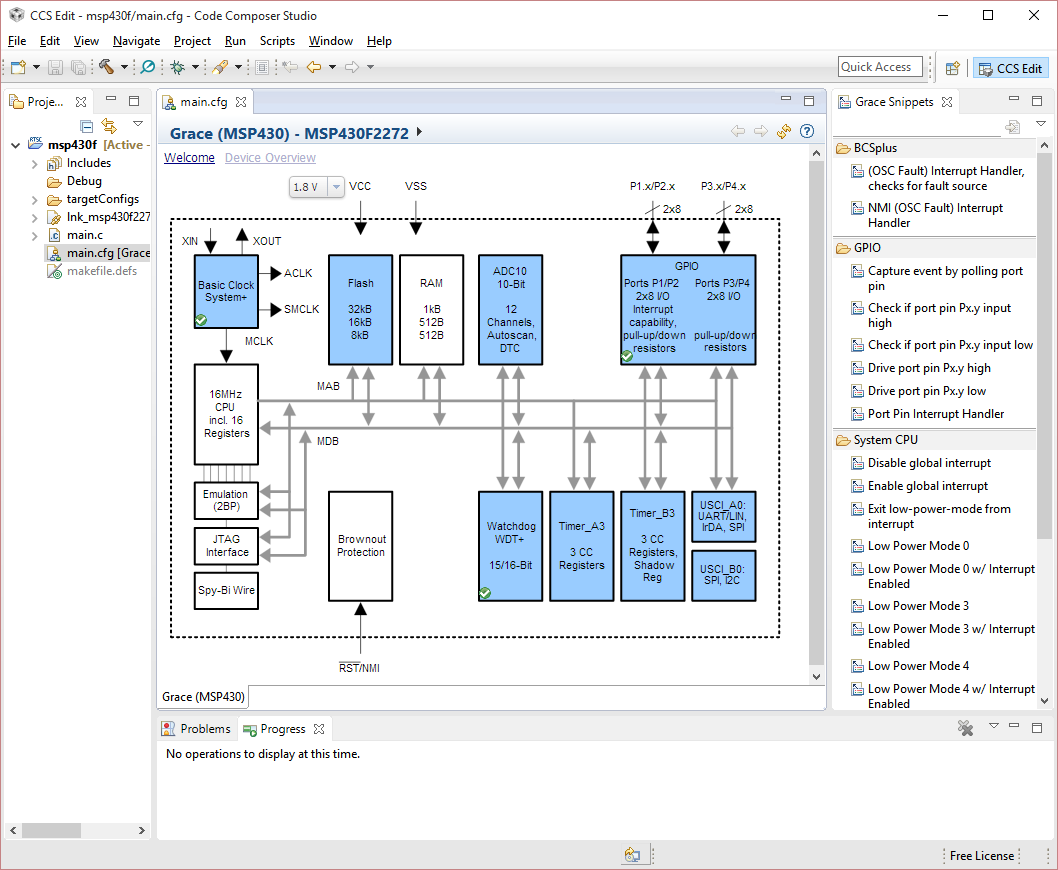 CCS Edit - msp430f/main.cfg - Code Composer Studio
File Edit View Navigate Project Run Scripts Window Help
Quick Access
CCS Edit
Proje...
msp430f [Active -
Includes
Debug
targetConfigs
lnk_msp430f227
main.c
main.cfg [Grace
makefile.defs
main.cfg
Grace (MSP430) - MSP430F2272
Welcome Device Overview
1.8 V
VCC
VSS
P1.x/P2.x
P3.x/P4.x
2x8
2x8
XIN
XOUT
Basic Clock
System+
ACLK
SMCLK
MCLK
Flash
32kB
16kB
8kB
RAM
1kB
512B
512B
ADC10
10-Bit
12
Channels,
Autoscan,
DTC
GPIO
Ports P1/P2
2x8 I/O
Interrupt
capability,
pull-up/down
resistors
Ports P3/P4
2x8 I/O
pull-up/down
resistors
16MHz
CPU
incl. 16
Registers
MAB
MDB
Emulation
(2BP)
JTAG
Interface
Spy-Bi Wire
Brownout
Protection
RST/NMI
Watchdog
WDT+
15/16-Bit
Timer_A3
3 CC
Registers
Timer_B3
3 CC
Registers,
Shadow
Reg
USCI_A0:
UART/LIN,
IrDA, SPI
USCI_B0:
SPI, I2C
Grace (MSP430)
Grace Snippets
BCSplus
(OSC Fault) Interrupt Handler,
checks for fault source
NMI (OSC Fault) Interrupt
Handler
GPIO
Capture event by polling port
pin
Check if port pin Px.y input
high
Check if port pin Px.y input low
Drive port pin Px.y high
Drive port pin Px.y low
Port Pin Interrupt Handler
System CPU
Disable global interrupt
Enable global interrupt
Exit low-power-mode from
interrupt
Low Power Mode 0
Low Power Mode 0 w/ Interrupt
Enabled
Low Power Mode 3
Low Power Mode 3 w/ Interrupt
Enabled
Low Power Mode 4
Low Power Mode 4 w/ Interrupt
Enabled
Problems
Progress
No operations to display at this time.
Free License